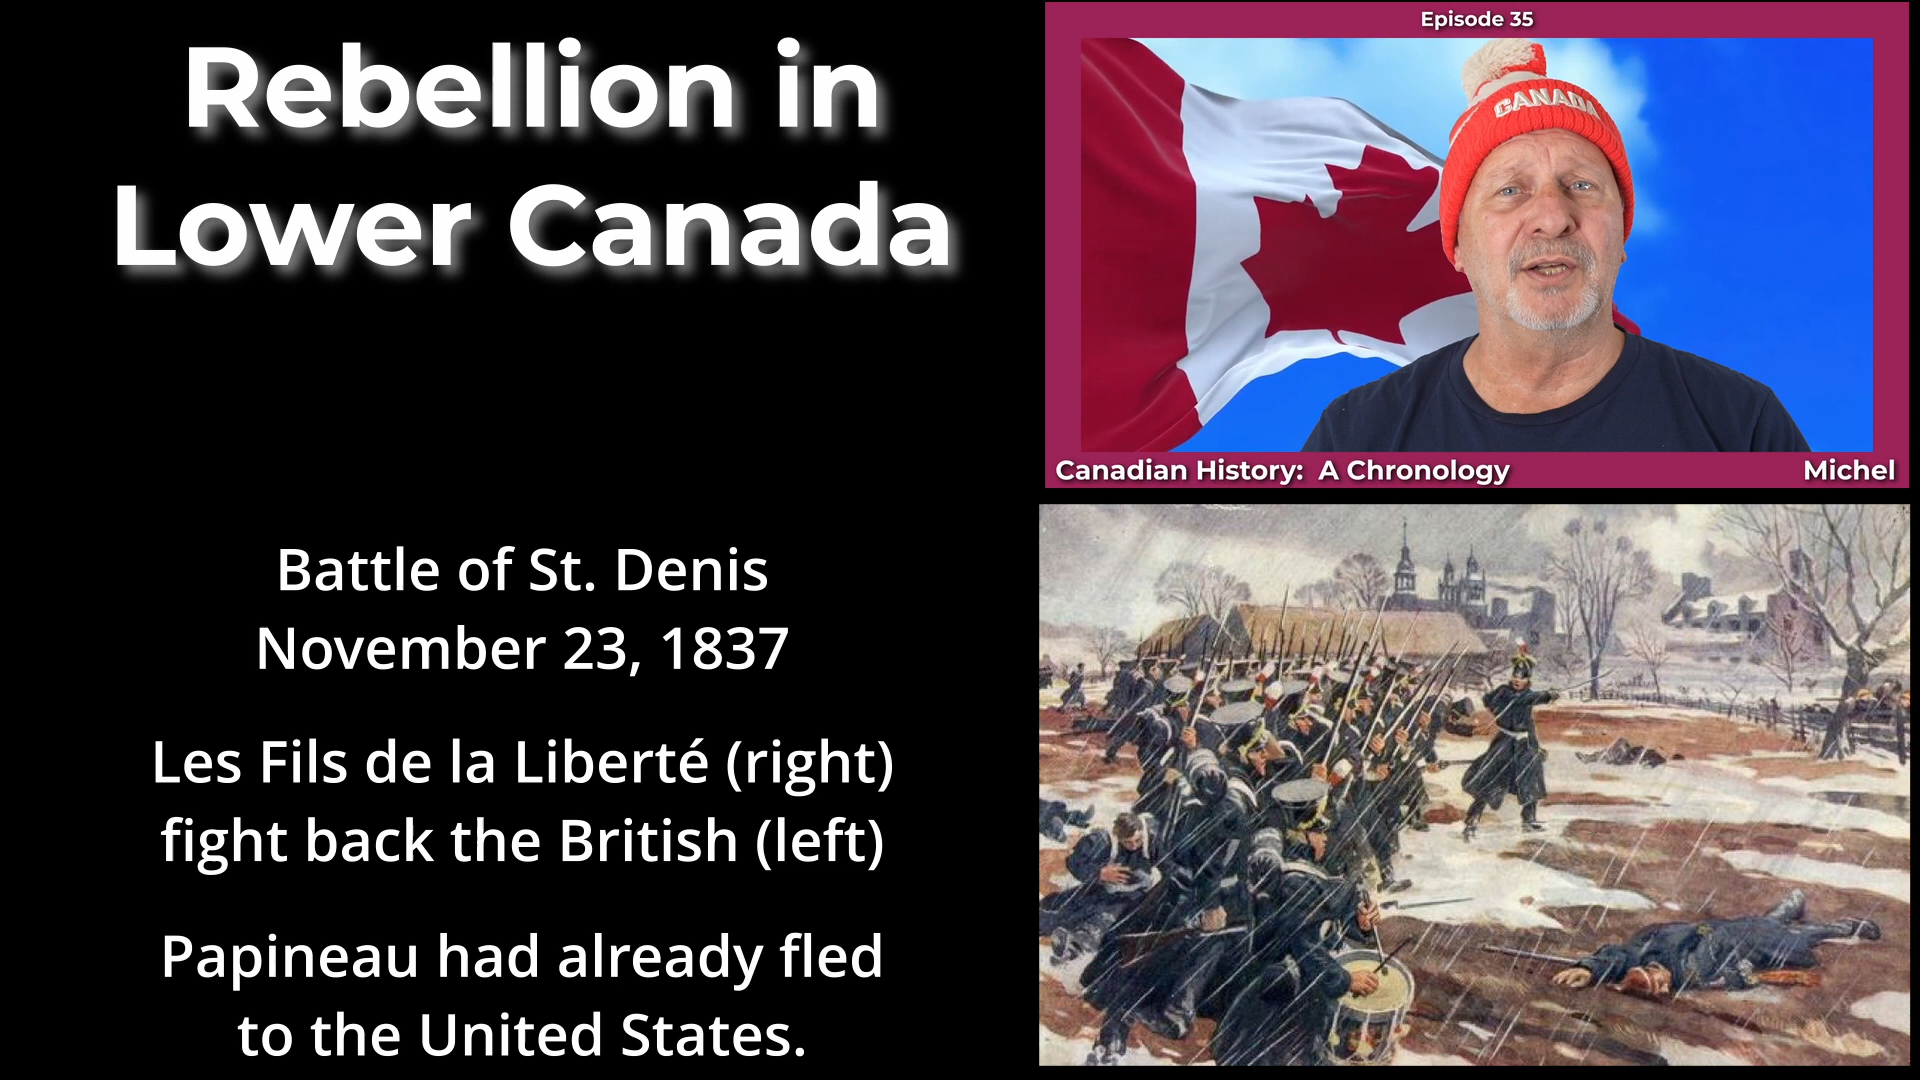 Rebellion in
Lower Canada
Episode 35
CANADA
Canadian History: A Chronology
Michel
Battle of St. Denis
November 23, 1837
Les Fils de la Liberté (right)
fight back the British (left)
Papineau had already fled
to the United States.